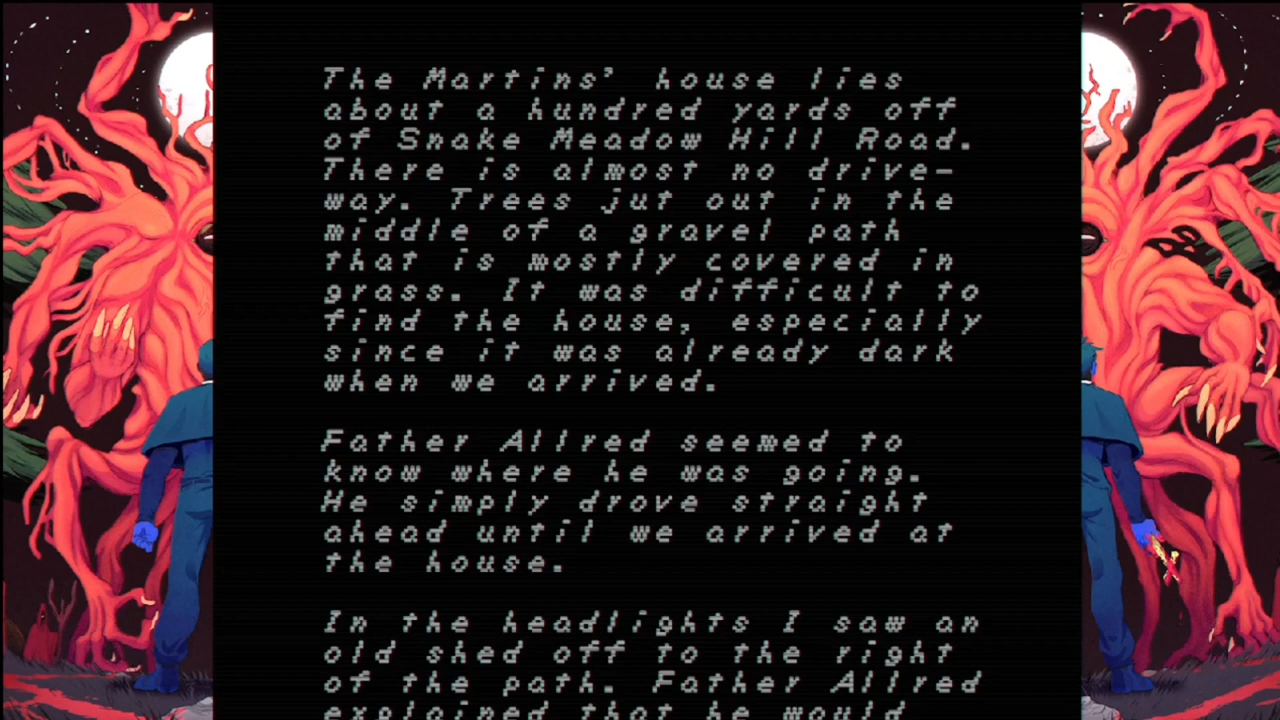 The Martins' house lies
about a hundred yards off
of Snake Meadow Hill Road.
There is almost no drive-
way. Trees jut out in the
middle of a gravel path
that is mostly covered in
grass. It was difficult to
find the house, especially
since it was already dark
when we arrived.
Father Allred seemed to
know where he was going.
He simply drove straight
ahead until we arrived at
the house.
In the headlights I saw an
old shed off to the right
of the path. Father Allred
explained that he would